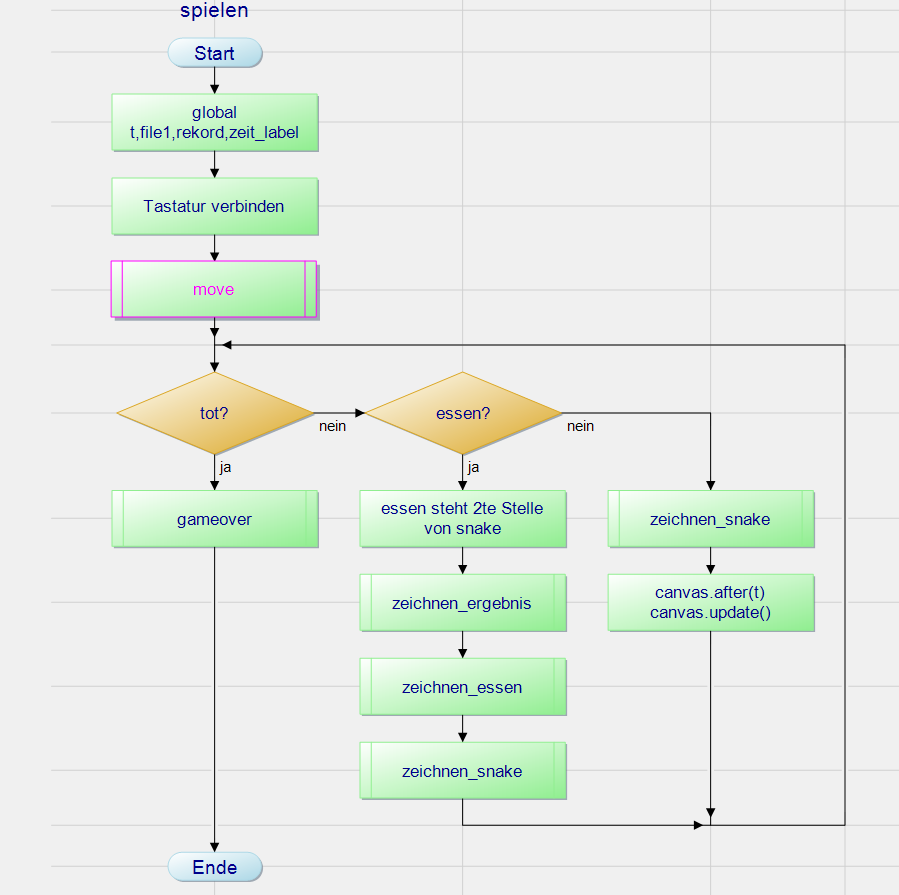 spielen
Start
global
t,file1,rekord,zeit_label
Tastatur verbinden
move
tot?
nein
essen?
nein
ja
ja
gameover
essen steht 2te Stelle
von snake
zeichnen_snake
zeichnen_ergebnis
canvas.after(t)
canvas.update()
zeichnen_essen
zeichnen_snake
Ende